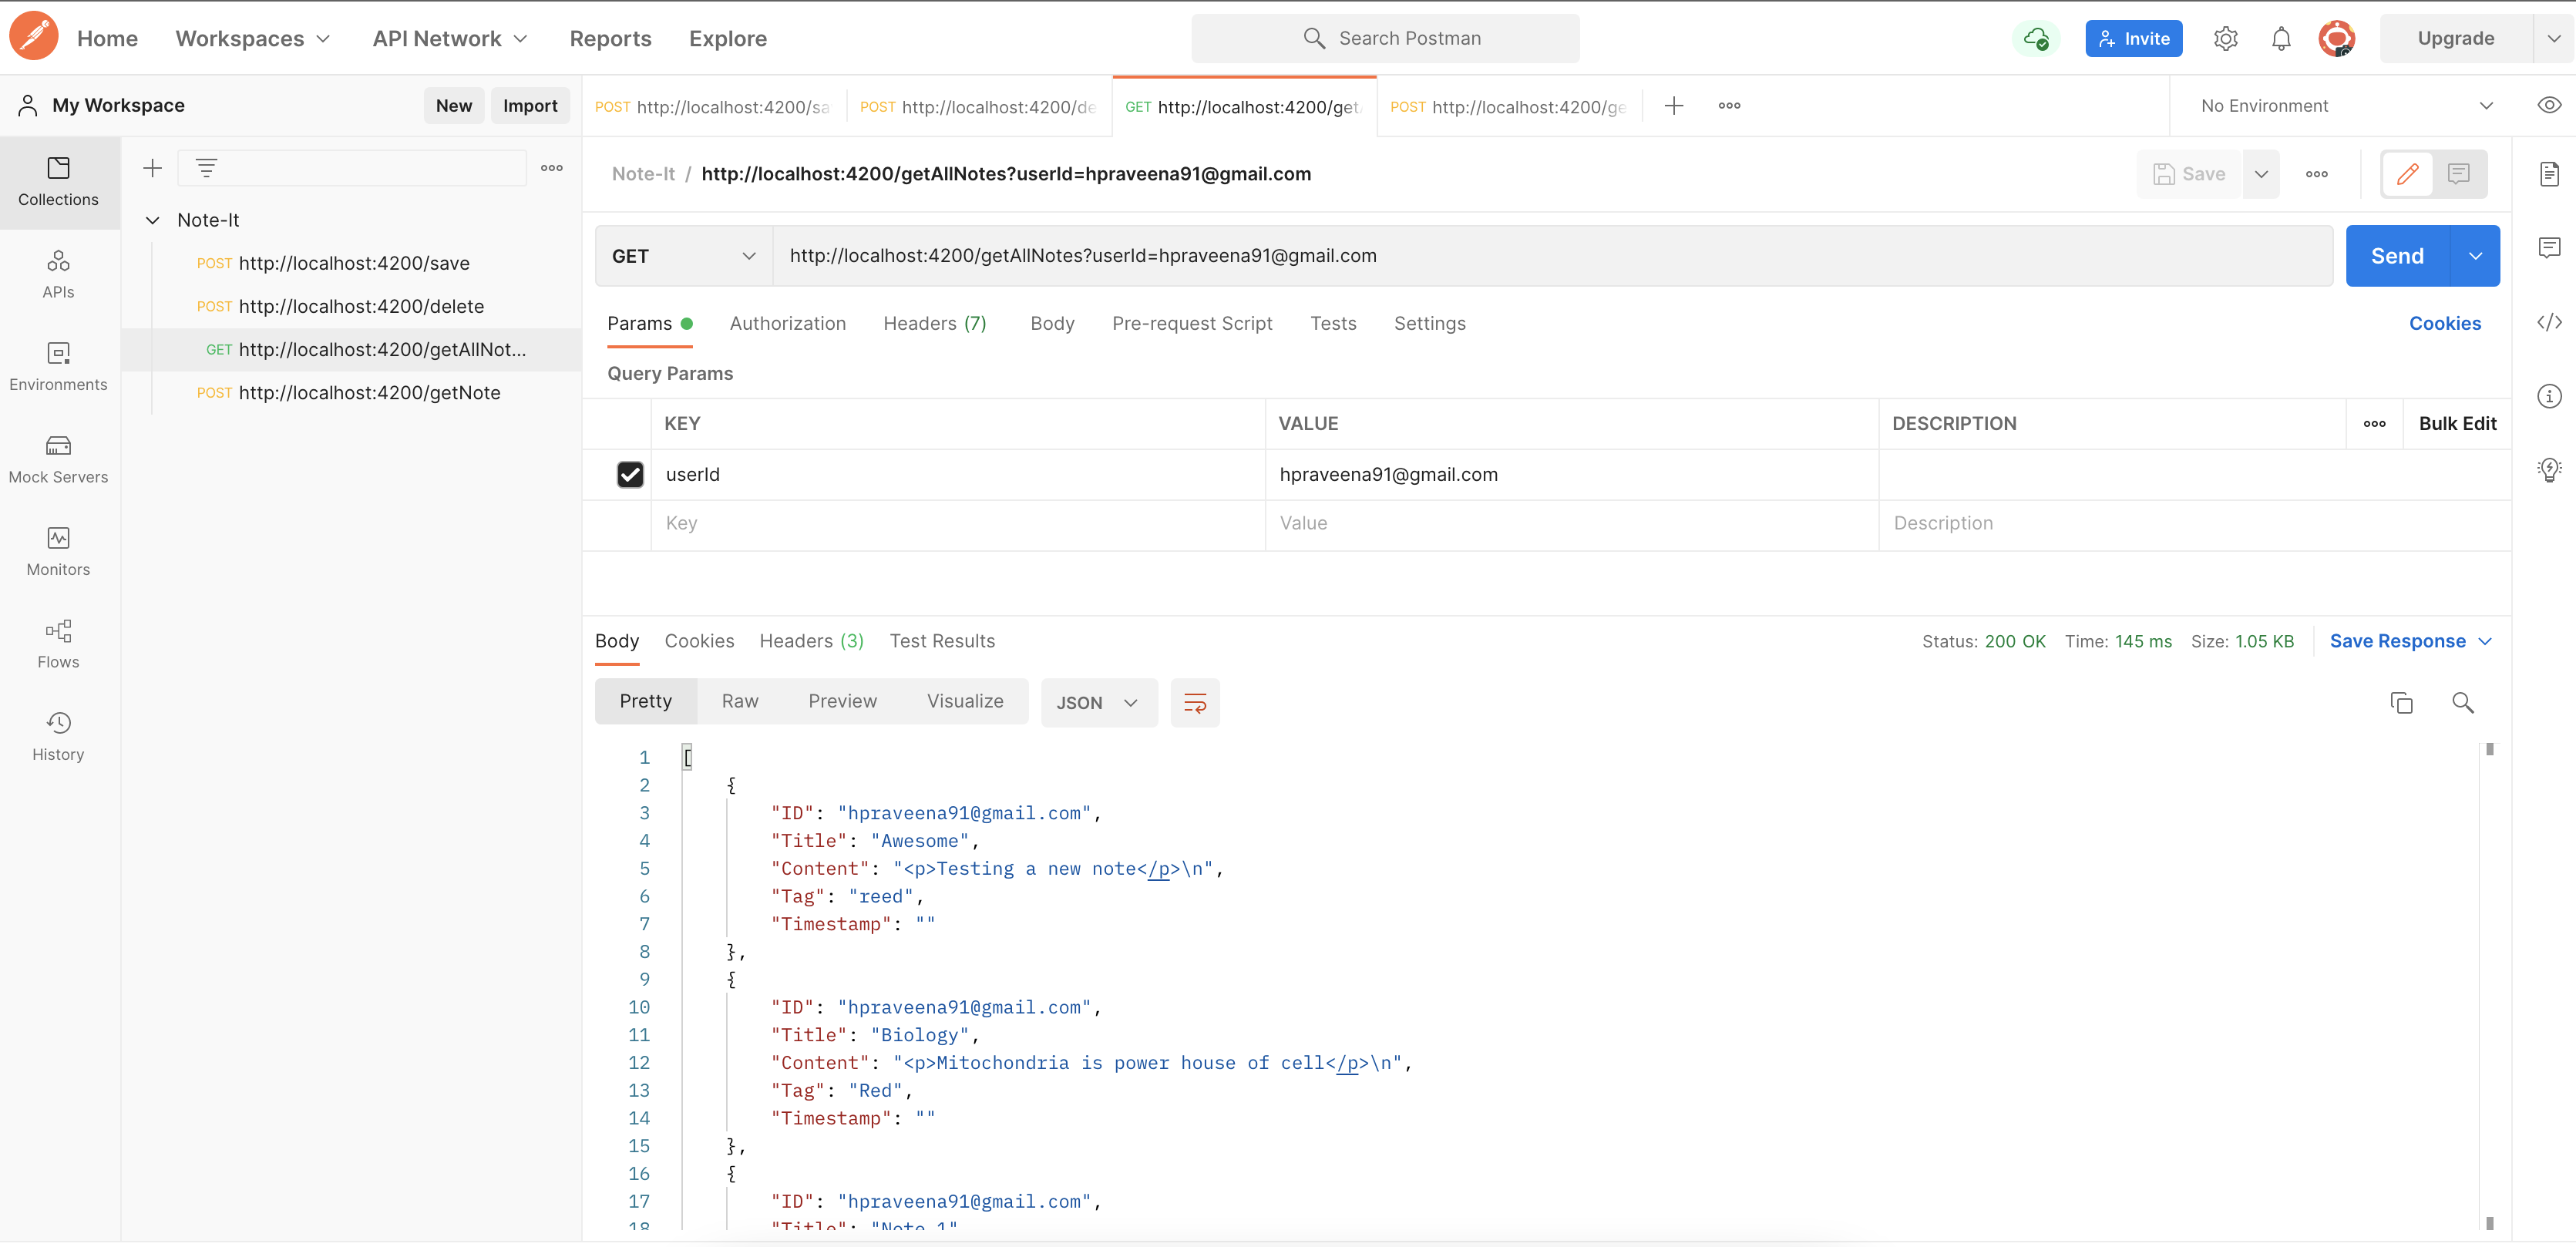 Home Workspaces API Network Reports Explore Search Postman Invite Upgrade
My Workspace New Import POST http://localhost:4200/sa POST http://localhost:4200/de GET http://localhost:4200/get POST http://localhost:4200/ge No Environment
Collections
APIs
Environments
Mock Servers
Monitors
Flows
History
Note-It
POST http://localhost:4200/save
POST http://localhost:4200/delete
GET http://localhost:4200/getAllNot...
POST http://localhost:4200/getNote
Note-It / http://localhost:4200/getAllNotes?userId=hpraveena91@gmail.com Save
GET http://localhost:4200/getAllNotes?userId=hpraveena91@gmail.com Send
Params Authorization Headers (7) Body Pre-request Script Tests Settings Cookies
Query Params
KEY VALUE DESCRIPTION Bulk Edit
userId hpraveena91@gmail.com
Key Value Description
Body Cookies Headers (3) Test Results Status: 200 OK Time: 145 ms Size: 1.05 KB Save Response
Pretty Raw Preview Visualize JSON
1 [
2 {
3 "ID": "hpraveena91@gmail.com",
4 "Title": "Awesome",
5 "Content": "<p>Testing a new note</p>\n",
6 "Tag": "reed",
7 "Timestamp": ""
8 },
9 {
10 "ID": "hpraveena91@gmail.com",
11 "Title": "Biology",
12 "Content": "<p>Mitochondria is power house of cell</p>\n",
13 "Tag": "Red",
14 "Timestamp": ""
15 },
16 {
17 "ID": "hpraveena91@gmail.com",
18 "Title": "Note 1"